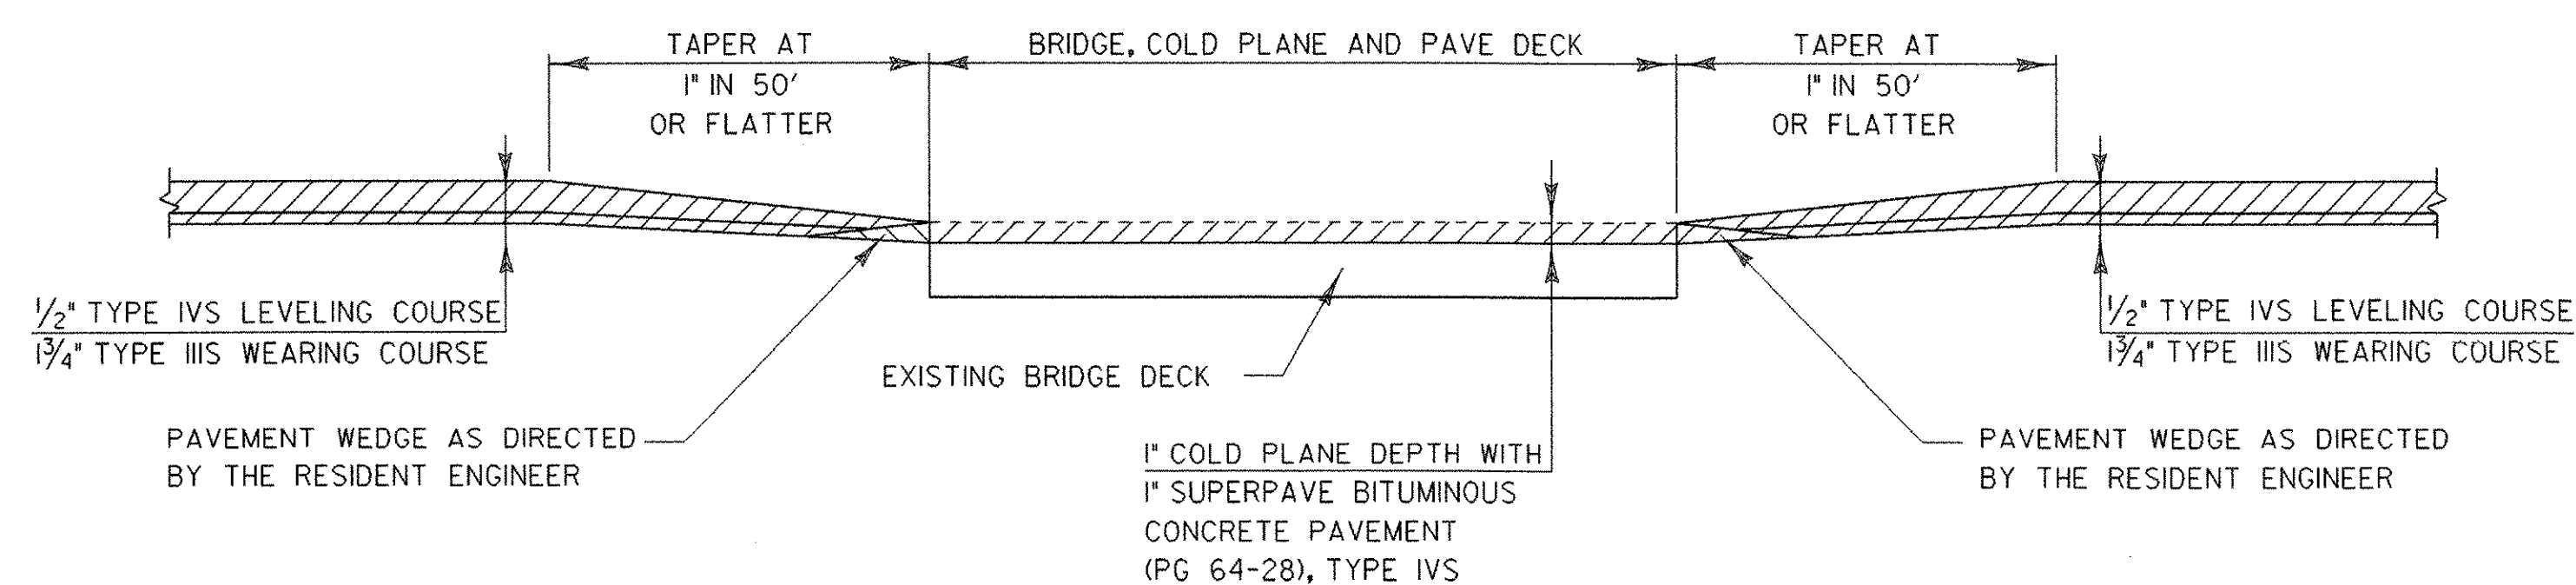 TAPER AT
1" IN 50'
OR FLATTER
BRIDGE, COLD PLANE AND PAVE DECK
TAPER AT
1" IN 50'
OR FLATTER
1/2" TYPE IVS LEVELING COURSE
1 3/4" TYPE IIIS WEARING COURSE
PAVEMENT WEDGE AS DIRECTED
BY THE RESIDENT ENGINEER
EXISTING BRIDGE DECK
1" COLD PLANE DEPTH WITH
1" SUPERPAVE BITUMINOUS
CONCRETE PAVEMENT
(PG 64-28), TYPE IVS
1/2" TYPE IVS LEVELING COURSE
1 3/4" TYPE IIIS WEARING COURSE
PAVEMENT WEDGE AS DIRECTED
BY THE RESIDENT ENGINEER